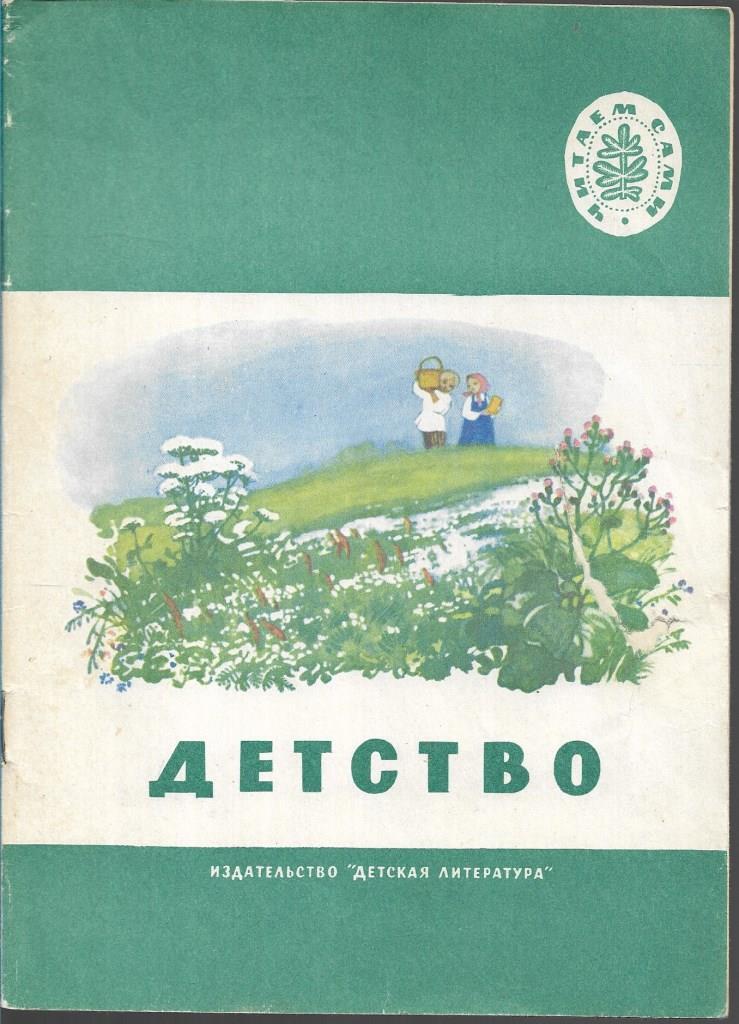 ЧИТАЕМ САМИ
ДЕТСТВО
ИЗДАТЕЛЬСТВО "ДЕТСКАЯ ЛИТЕРАТУРА"